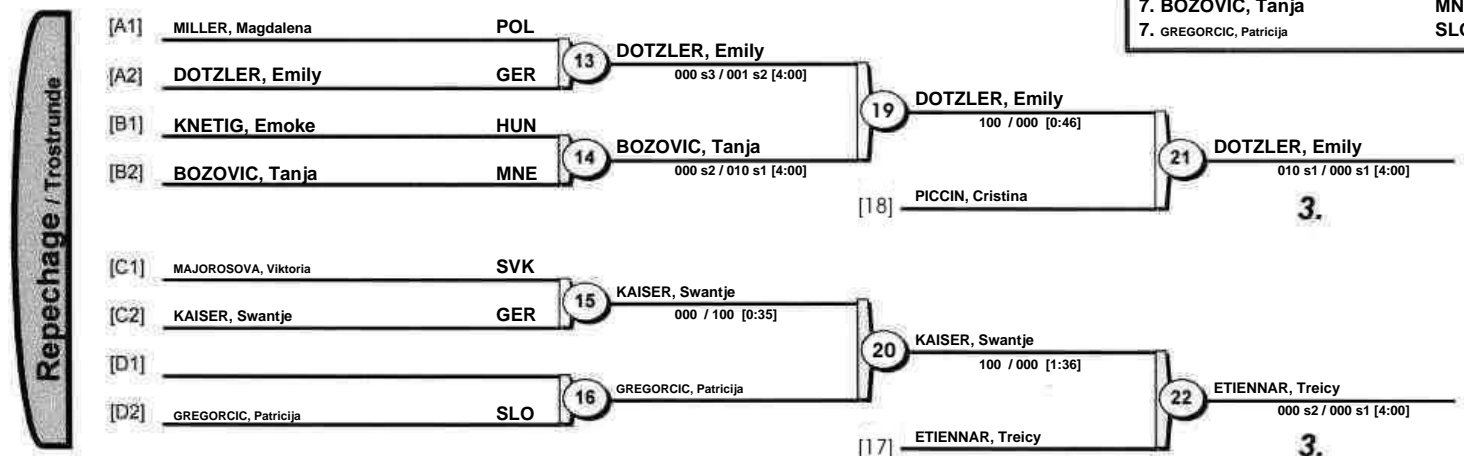 7. BOZOVIC, Tanja
7. GREGORCIC, Patricija SLO
Repechage / Trostrunde
[A1] MILLER, Magdalena POL
13 DOTZLER, Emily
000 s3 / 001 s2 [4:00]
[A2] DOTZLER, Emily GER
19 DOTZLER, Emily
100 / 000 [0:46]
[B1] KNETIG, Emoke HUN
14 BOZOVIC, Tanja
000 s2 / 010 s1 [4:00]
[B2] BOZOVIC, Tanja MNE
21 DOTZLER, Emily
010 s1 / 000 s1 [4:00]
[18] PICCIN, Cristina
3.
[C1] MAJOROSOVA, Viktoria SVK
15 KAISER, Swantje
000 / 100 [0:35]
[C2] KAISER, Swantje GER
20 KAISER, Swantje
100 / 000 [1:36]
[D1]
16 GREGORCIC, Patricija
[D2] GREGORCIC, Patricija SLO
22 ETIENNAR, Treicy
000 s2 / 000 s1 [4:00]
[17] ETIENNAR, Treicy
3.